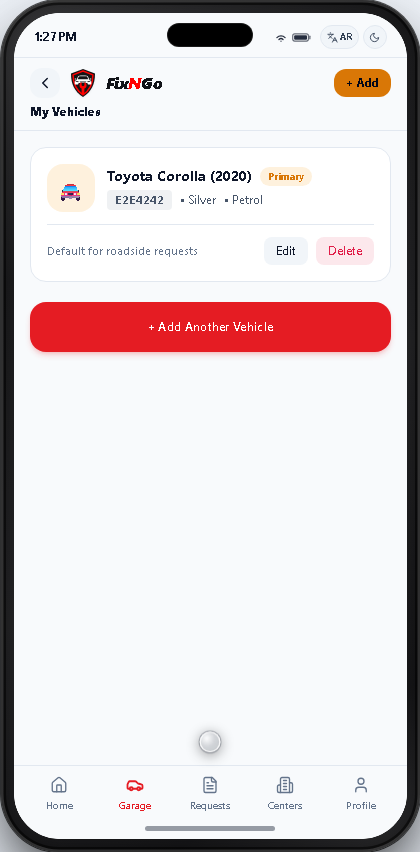 1:27 PM
AR
FixNGo
+ Add
My Vehicles
Toyota Corolla (2020) Primary
E2E4242 • Silver • Petrol
Default for roadside requests Edit Delete
+ Add Another Vehicle
Home Garage Requests Centers Profile